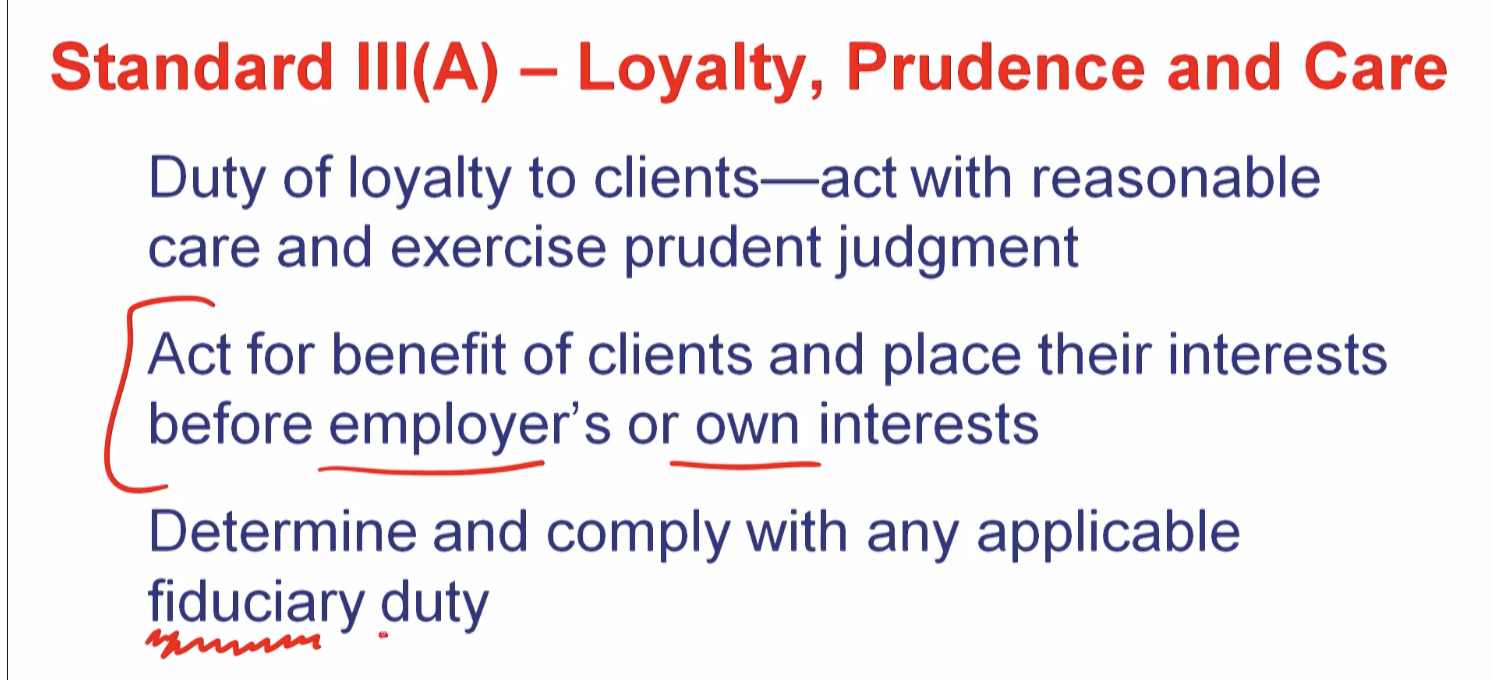 Standard III(A) – Loyalty, Prudence and Care
Duty of loyalty to clients—act with reasonable
care and exercise prudent judgment
Act for benefit of clients and place their interests
before employer’s or own interests
Determine and comply with any applicable
fiduciary duty